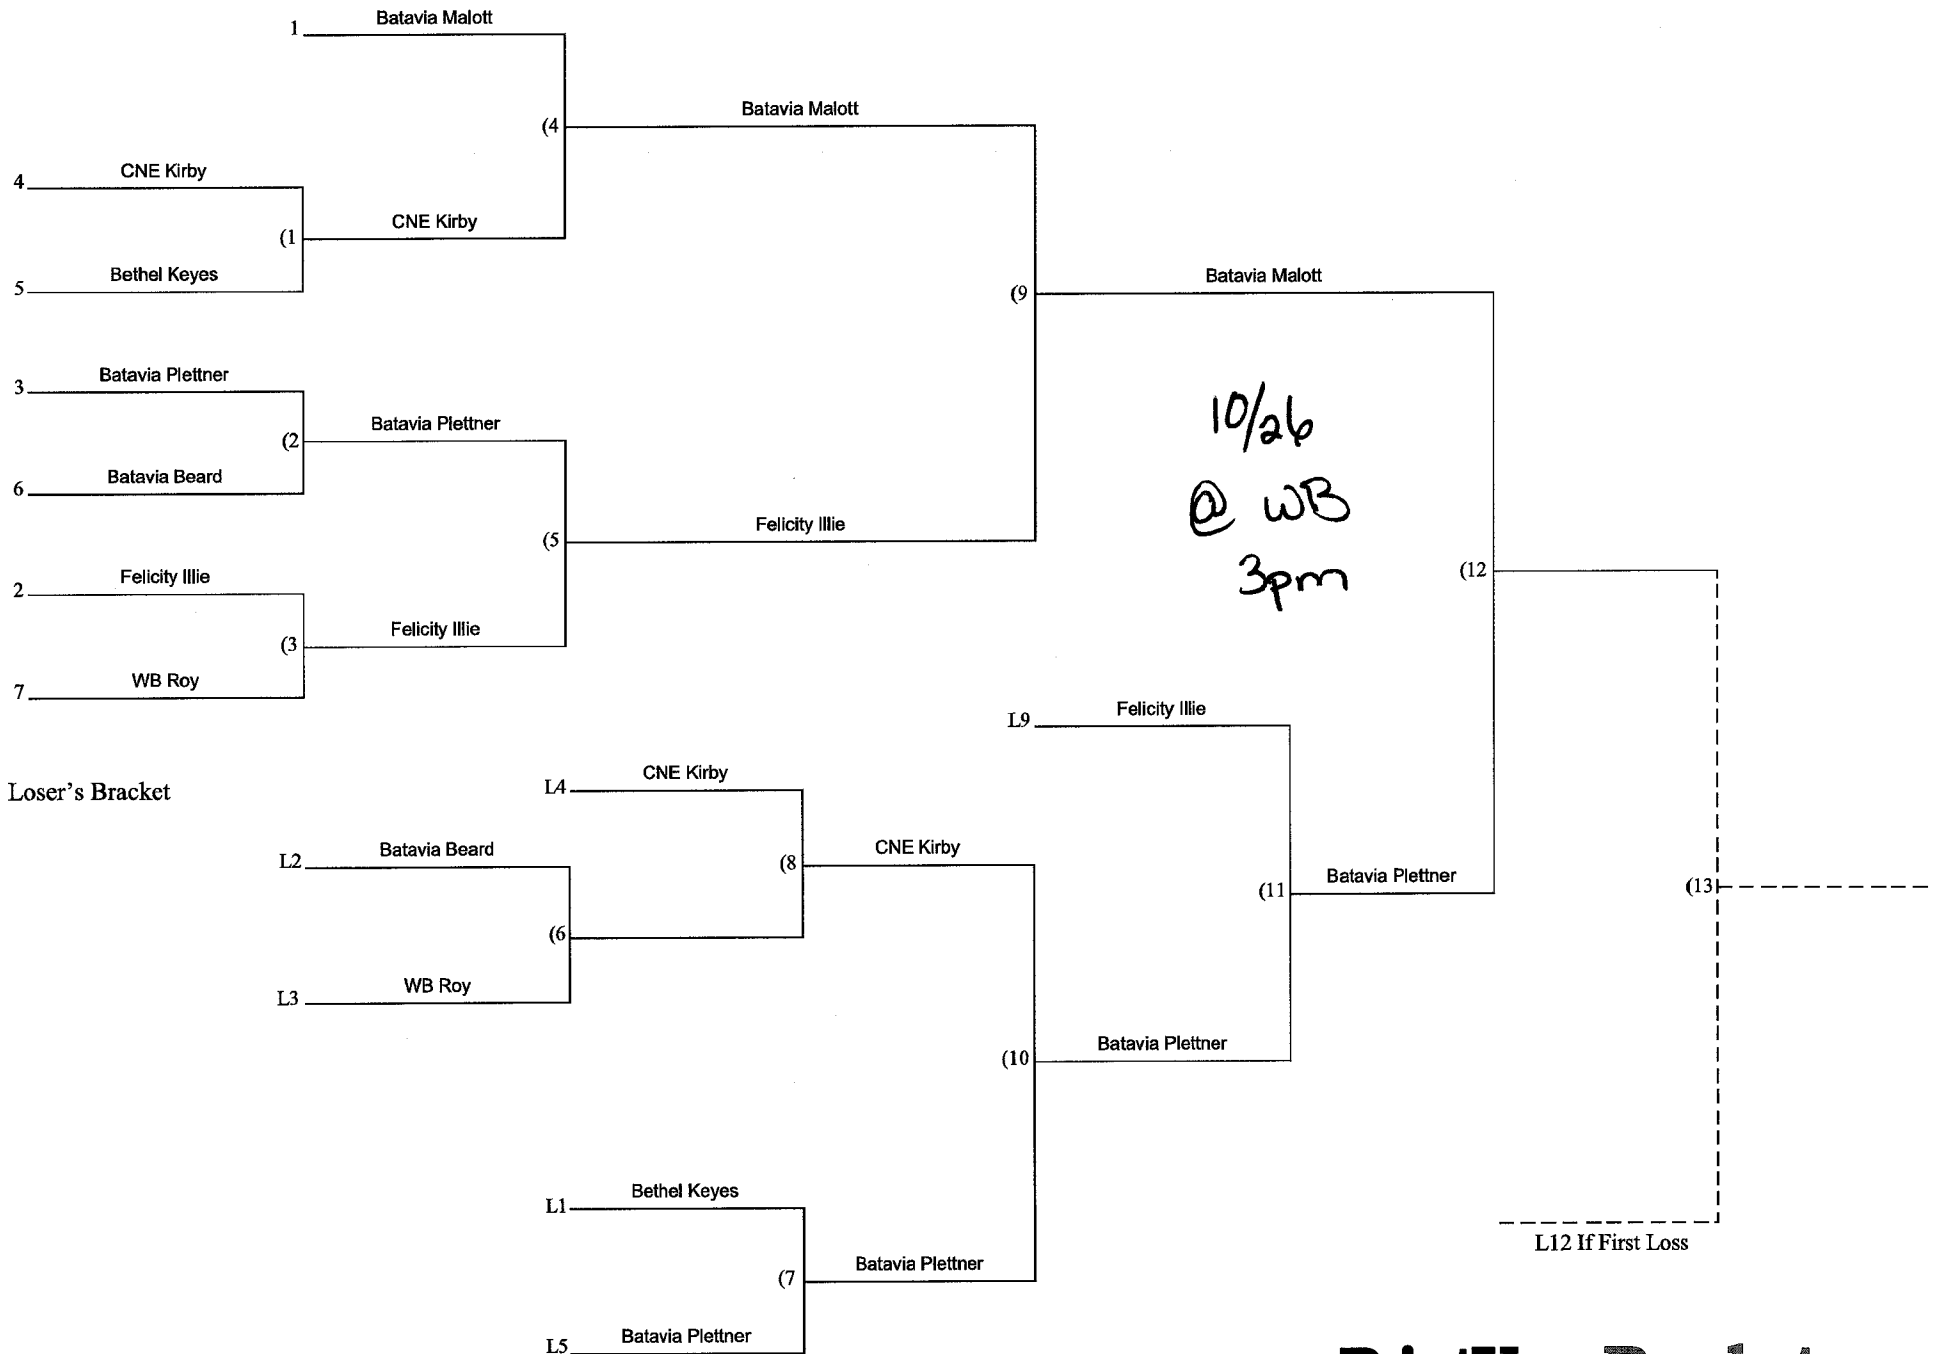 1 Batavia Malott
(4 Batavia Malott
4 CNE Kirby
(1 CNE Kirby
5 Bethel Keyes
(9 Batavia Malott
3 Batavia Plettner
(2 Batavia Plettner
6 Batavia Beard
10/26
@ WB
3pm
(5 Felicity Illie
(12
2 Felicity Illie
(3 Felicity Illie
7 WB Roy
L9 Felicity Illie
Loser's Bracket
L4 CNE Kirby
L2 Batavia Beard
(8 CNE Kirby
(11 Batavia Plettner
(13
(6
L3 WB Roy
(10 Batavia Plettner
L1 Bethel Keyes
L12 If First Loss
(7 Batavia Plettner
L5 Batavia Plettner